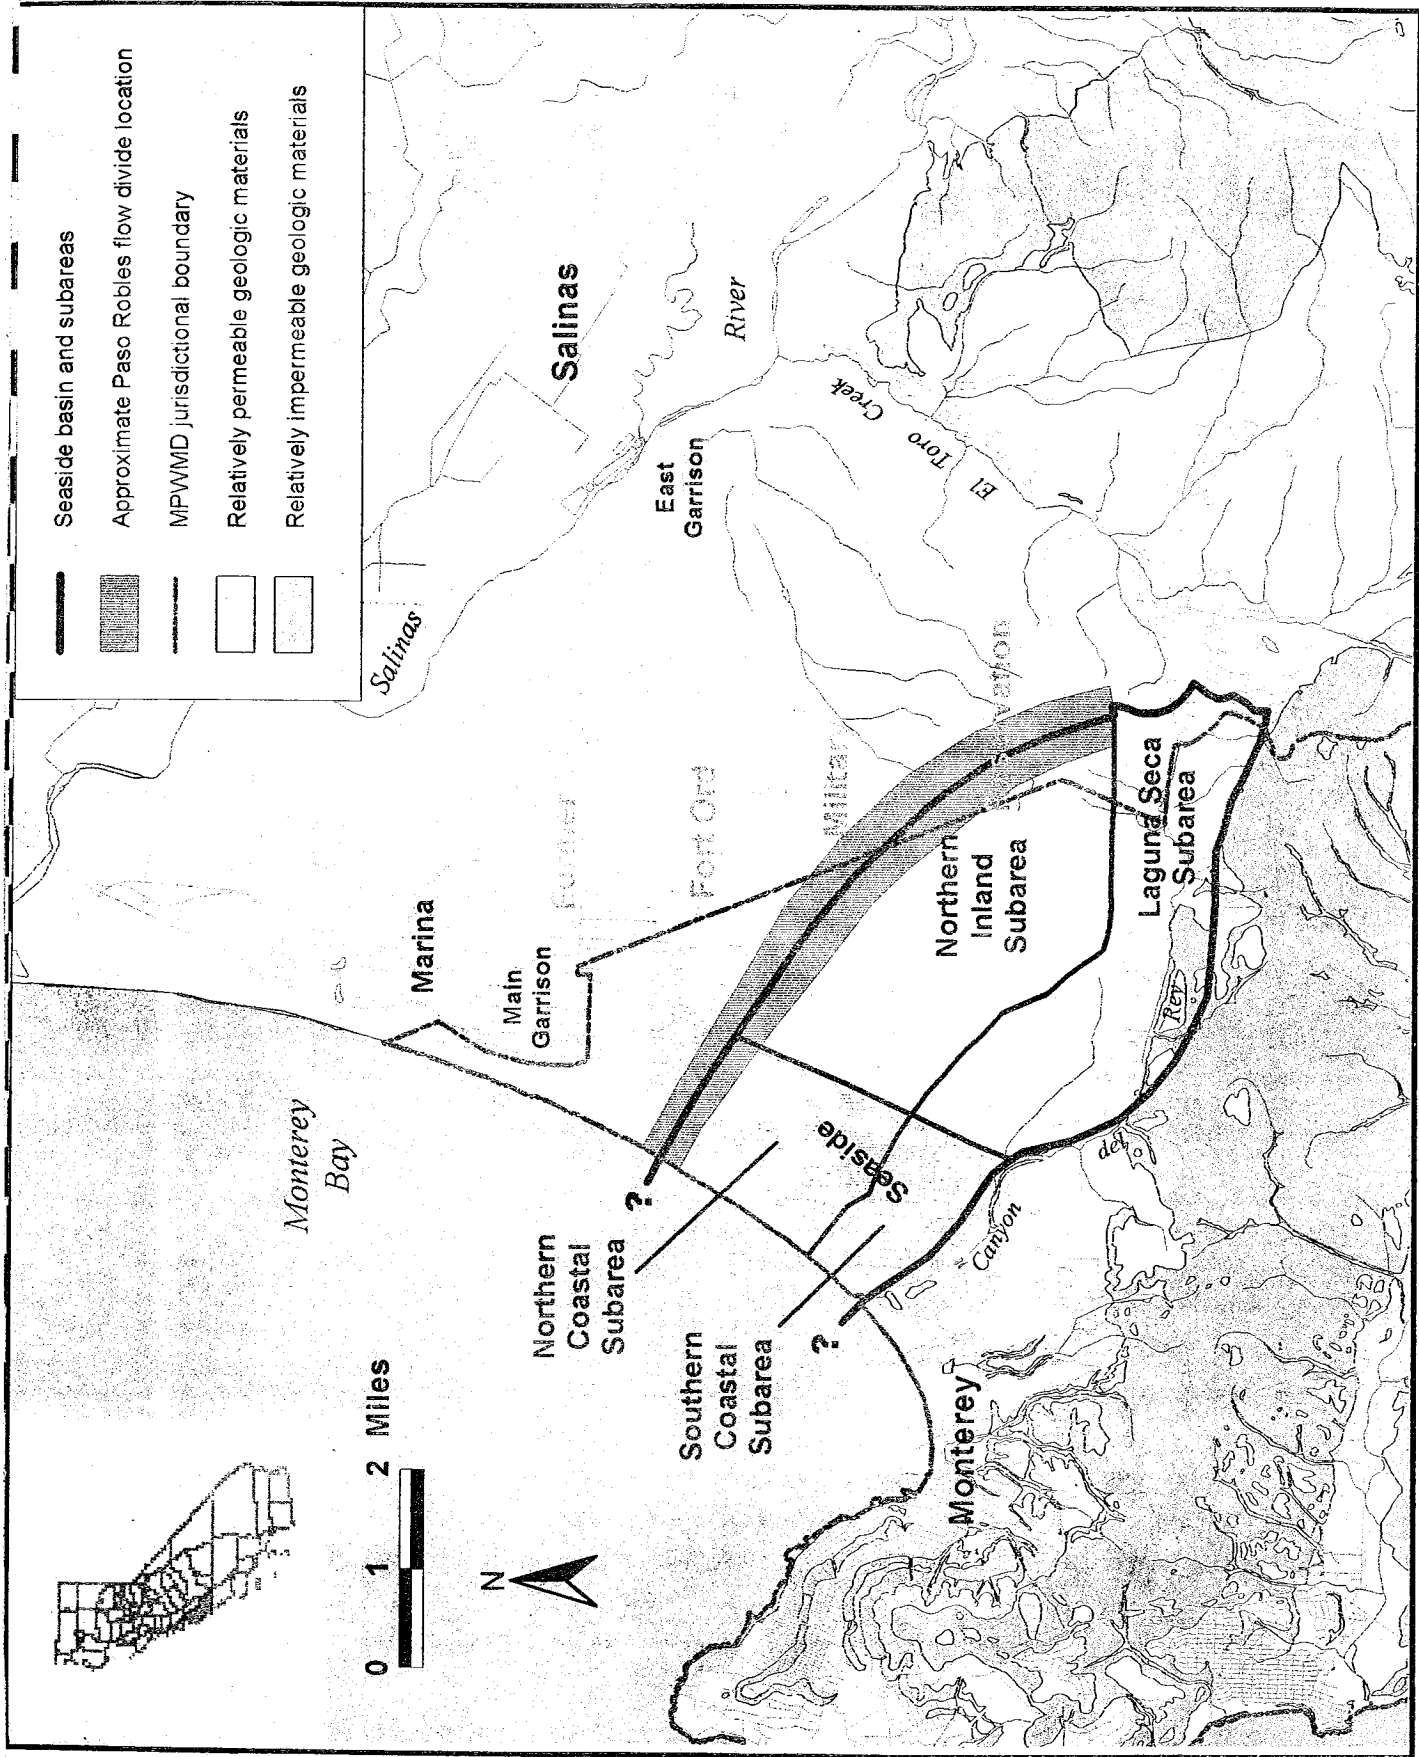 Seaside basin and subareas
Approximate Paso Robles flow divide location
MPWMD jurisdictional boundary
Relatively permeable geologic materials
Relatively impermeable geologic materials
0 1 2 Miles
N
Monterey
Bay
Salinas
River
Salinas
Marina
Main
Garrison
East
Garrison
Former
Fort Ord
Military
El Toro Creek
?
Northern
Coastal
Subarea
Southern
Coastal
Subarea
?
Seaside
Northern
Inland
Subarea
Laguna Seca
Subarea
Canyon
del
Rey
Monterey